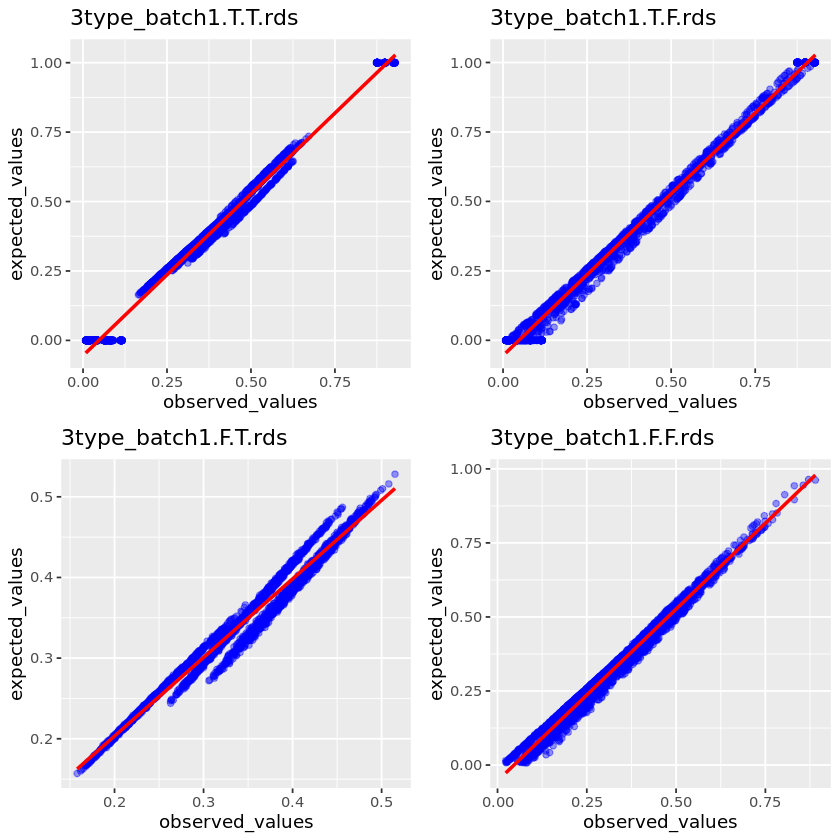 3type_batch1.T.T.rds
1.00
0.75
0.50
0.25
0.00
expected_values
0.00 0.25 0.50 0.75
observed_values
3type_batch1.T.F.rds
1.00
0.75
0.50
0.25
0.00
expected_values
0.00 0.25 0.50 0.75
observed_values
3type_batch1.F.T.rds
0.5
0.4
0.3
0.2
expected_values
0.2 0.3 0.4 0.5
observed_values
3type_batch1.F.F.rds
1.00
0.75
0.50
0.25
0.00
expected_values
0.00 0.25 0.50 0.75
observed_values